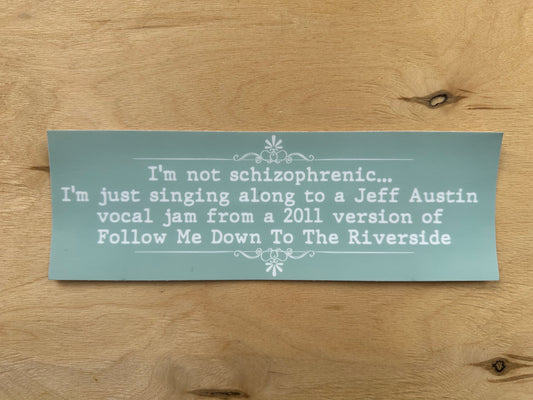 I'm not schizophrenic...
I'm just singing along to a Jeff Austin
vocal jam from a 2011 version of
Follow Me Down To The Riverside